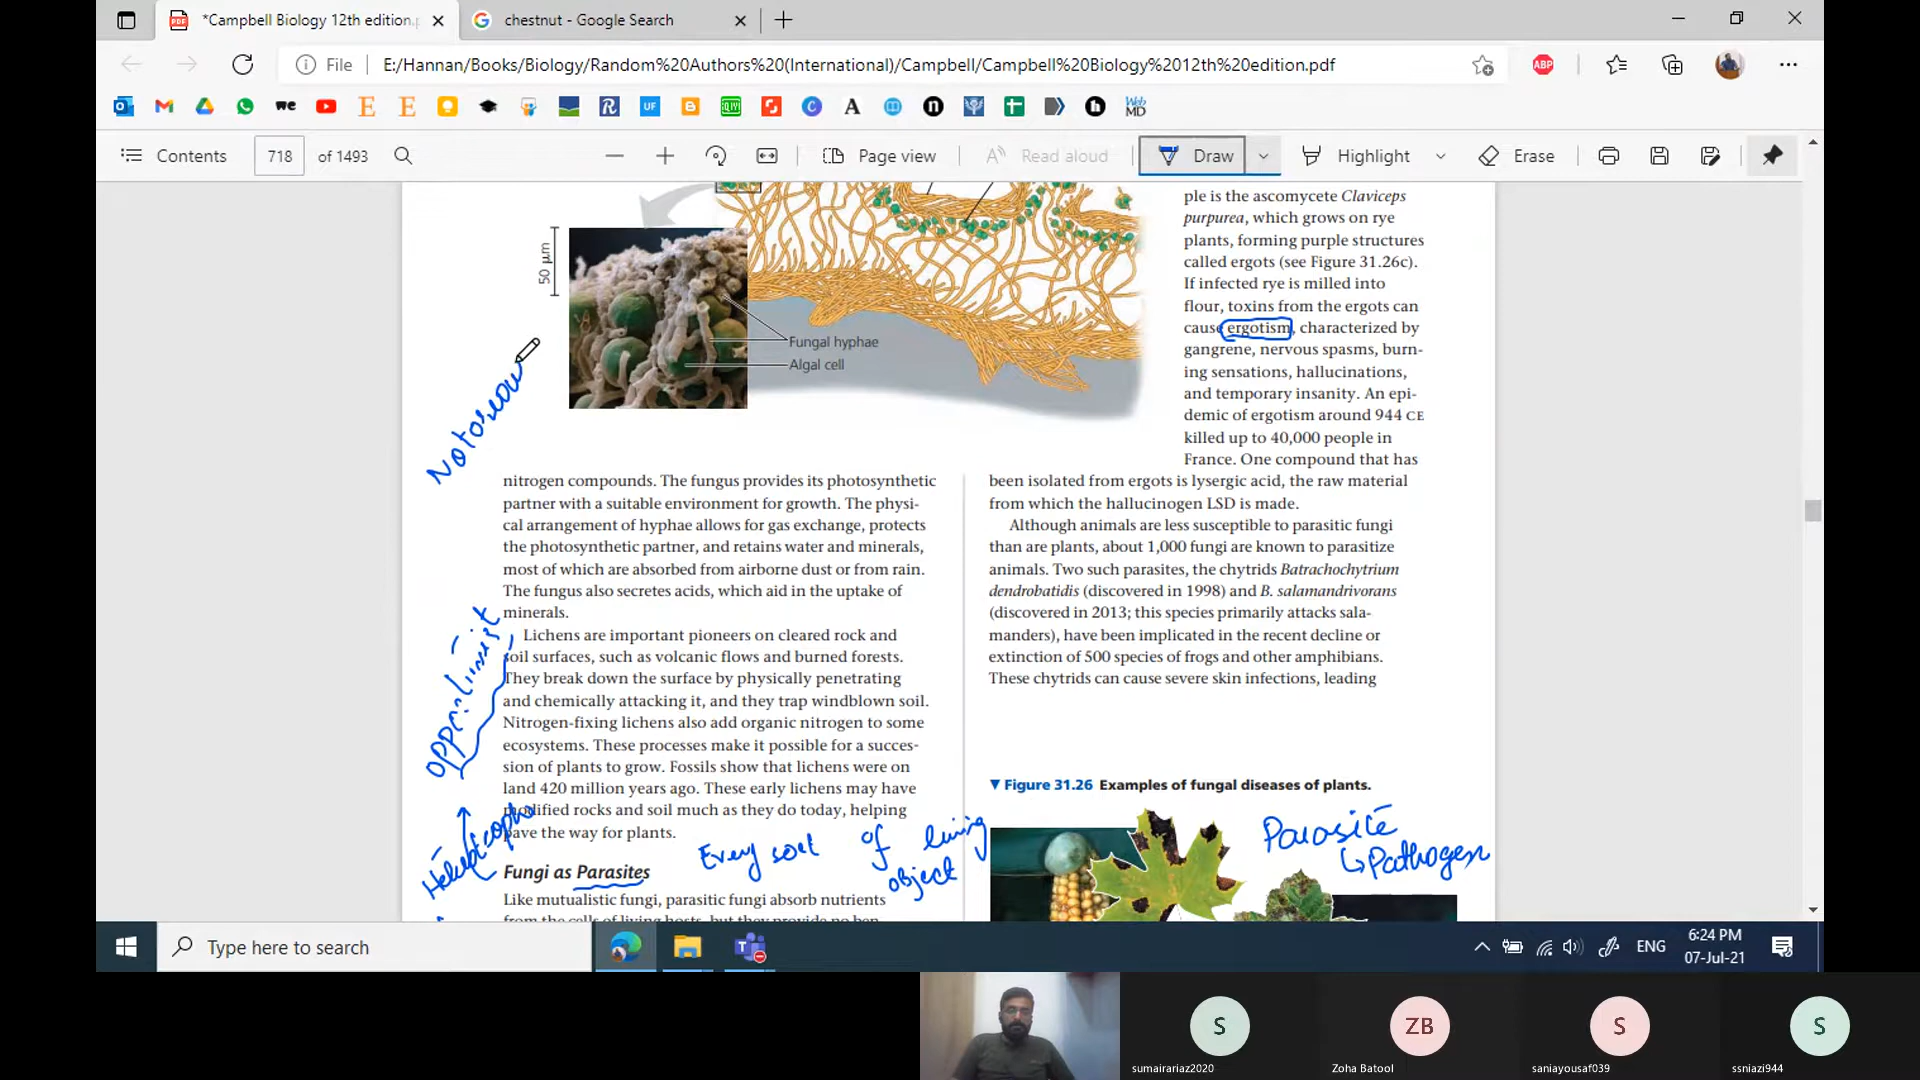 *Campbell Biology 12th edition.p
chestnut - Google Search
File
E:/Hannan/Books/Biology/Random%20Authors%20(International)/Campbell/Campbell%20Biology%2012th%20edition.pdf
ABP
we
UF
iQIYI
Web
MD
Contents
718
of 1493
Page view
Read aloud
Draw
Highlight
Erase
50 µm
Fungal hyphae
Algal cell
Notoreou
nitrogen compounds. The fungus provides its photosynthetic
partner with a suitable environment for growth. The physi-
cal arrangement of hyphae allows for gas exchange, protects
the photosynthetic partner, and retains water and minerals,
most of which are absorbed from airborne dust or from rain.
The fungus also secretes acids, which aid in the uptake of
minerals.
Lichens are important pioneers on cleared rock and
soil surfaces, such as volcanic flows and burned forests.
They break down the surface by physically penetrating
and chemically attacking it, and they trap windblown soil.
Nitrogen-fixing lichens also add organic nitrogen to some
ecosystems. These processes make it possible for a succes-
sion of plants to grow. Fossils show that lichens were on
land 420 million years ago. These early lichens may have
modified rocks and soil much as they do today, helping
pave the way for plants.
Every sort of living
object
Fungi as Parasites
Like mutualistic fungi, parasitic fungi absorb nutrients
from the cells of living hosts, but they provide no ben-
ple is the ascomycete Claviceps
purpurea, which grows on rye
plants, forming purple structures
called ergots (see Figure 31.26c).
If infected rye is milled into
flour, toxins from the ergots can
cause ergotism, characterized by
gangrene, nervous spasms, burn-
ing sensations, hallucinations,
and temporary insanity. An epi-
demic of ergotism around 944 CE
killed up to 40,000 people in
France. One compound that has
been isolated from ergots is lysergic acid, the raw material
from which the hallucinogen LSD is made.
Although animals are less susceptible to parasitic fungi
than are plants, about 1,000 fungi are known to parasitize
animals. Two such parasites, the chytrids Batrachochytrium
dendrobatidis (discovered in 1998) and B. salamandrivorans
(discovered in 2013; this species primarily attacks sala-
manders), have been implicated in the recent decline or
extinction of 500 species of frogs and other amphibians.
These chytrids can cause severe skin infections, leading
▼ Figure 31.26 Examples of fungal diseases of plants.
Parasite
↳ Pathogen
Type here to search
ENG
6:24 PM
07-Jul-21
S
ZB
S
S
sumairariaz2020
Zoha Batool
saniayousaf039
ssniazi944